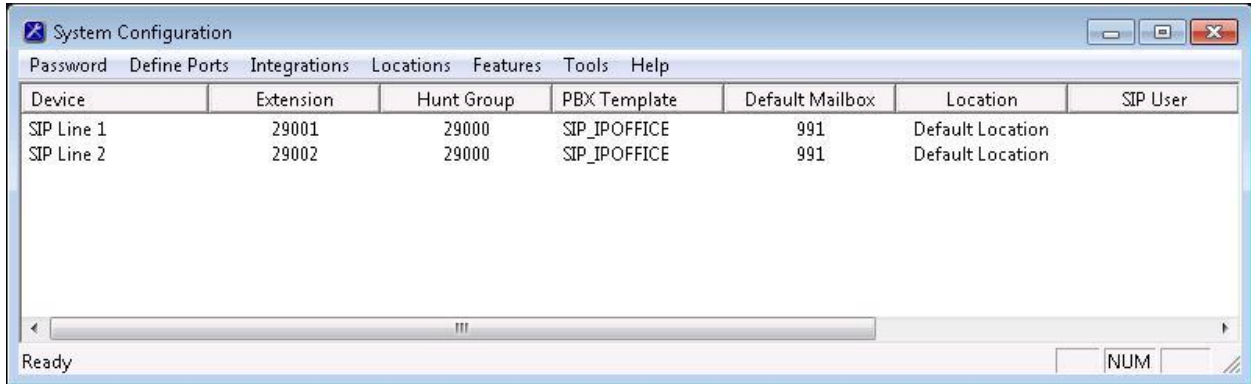 System Configuration
Password Define Ports Integrations Locations Features Tools Help
Device Extension Hunt Group PBX Template Default Mailbox Location SIP User
SIP Line 1 29001 29000 SIP_IPOFFICE 991 Default Location
SIP Line 2 29002 29000 SIP_IPOFFICE 991 Default Location
Ready NUM